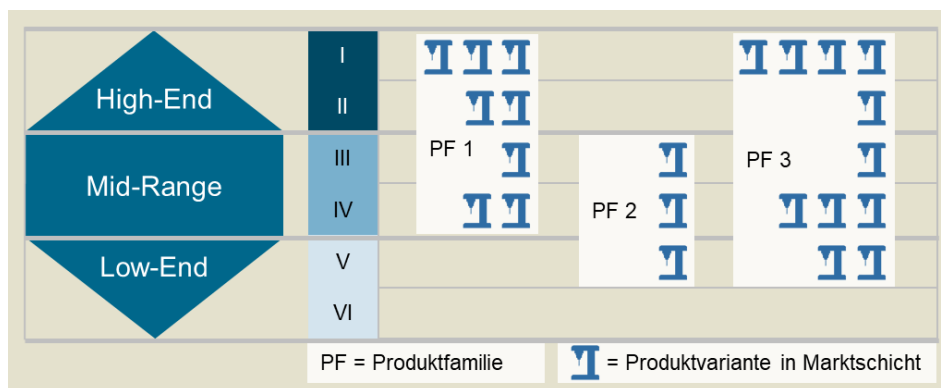 I
High-End
II
PF 1
III
PF 3
Mid-Range
IV
PF 2
Low-End
V
VI
PF = Produktfamilie
= Produktvariante in Marktschicht